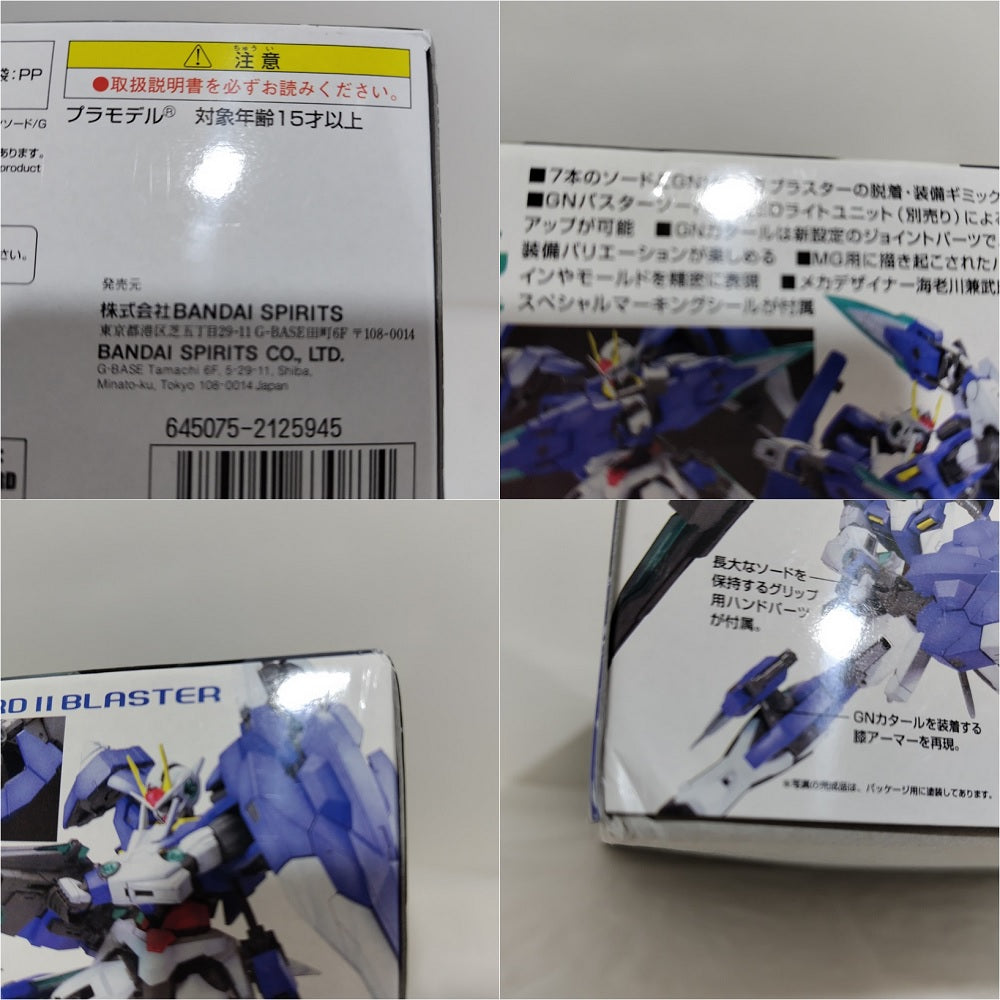 袋:PP
ちゅう い
注意
●取扱説明書を必ずお読みください。
プラモデル® 対象年齢15才以上
ソード/G
あります。
product
さい。
発売元
株式会社BANDAI SPIRITS
東京都港区芝五丁目29-11 G-BASE田町6F 〒108-0014
BANDAI SPIRITS CO., LTD.
G-BASE Tamachi 6F, 5-29-11, Shiba,
Minato-ku, Tokyo 108-0014 Japan
645075-2125945
■7本のソード GN ブラスターの脱着・装備ギミック
■GNバスターソード LEDライトユニット(別売り)による
アップが可能 ■GNカタールは新設定のジョイントパーツで
装備バリエーションが楽しめる ■MG用に描き起こされた
インやモールドを精密に表現 ■メカデザイナー海老川兼武
スペシャルマーキングシールが付属
RD II BLASTER
長大なソードを
保持するグリップ
用ハンドパーツ
が付属。
GNカタールを装着する
膝アーマーを再現。
※写真の完成品は、パッケージ用に塗装してあります。